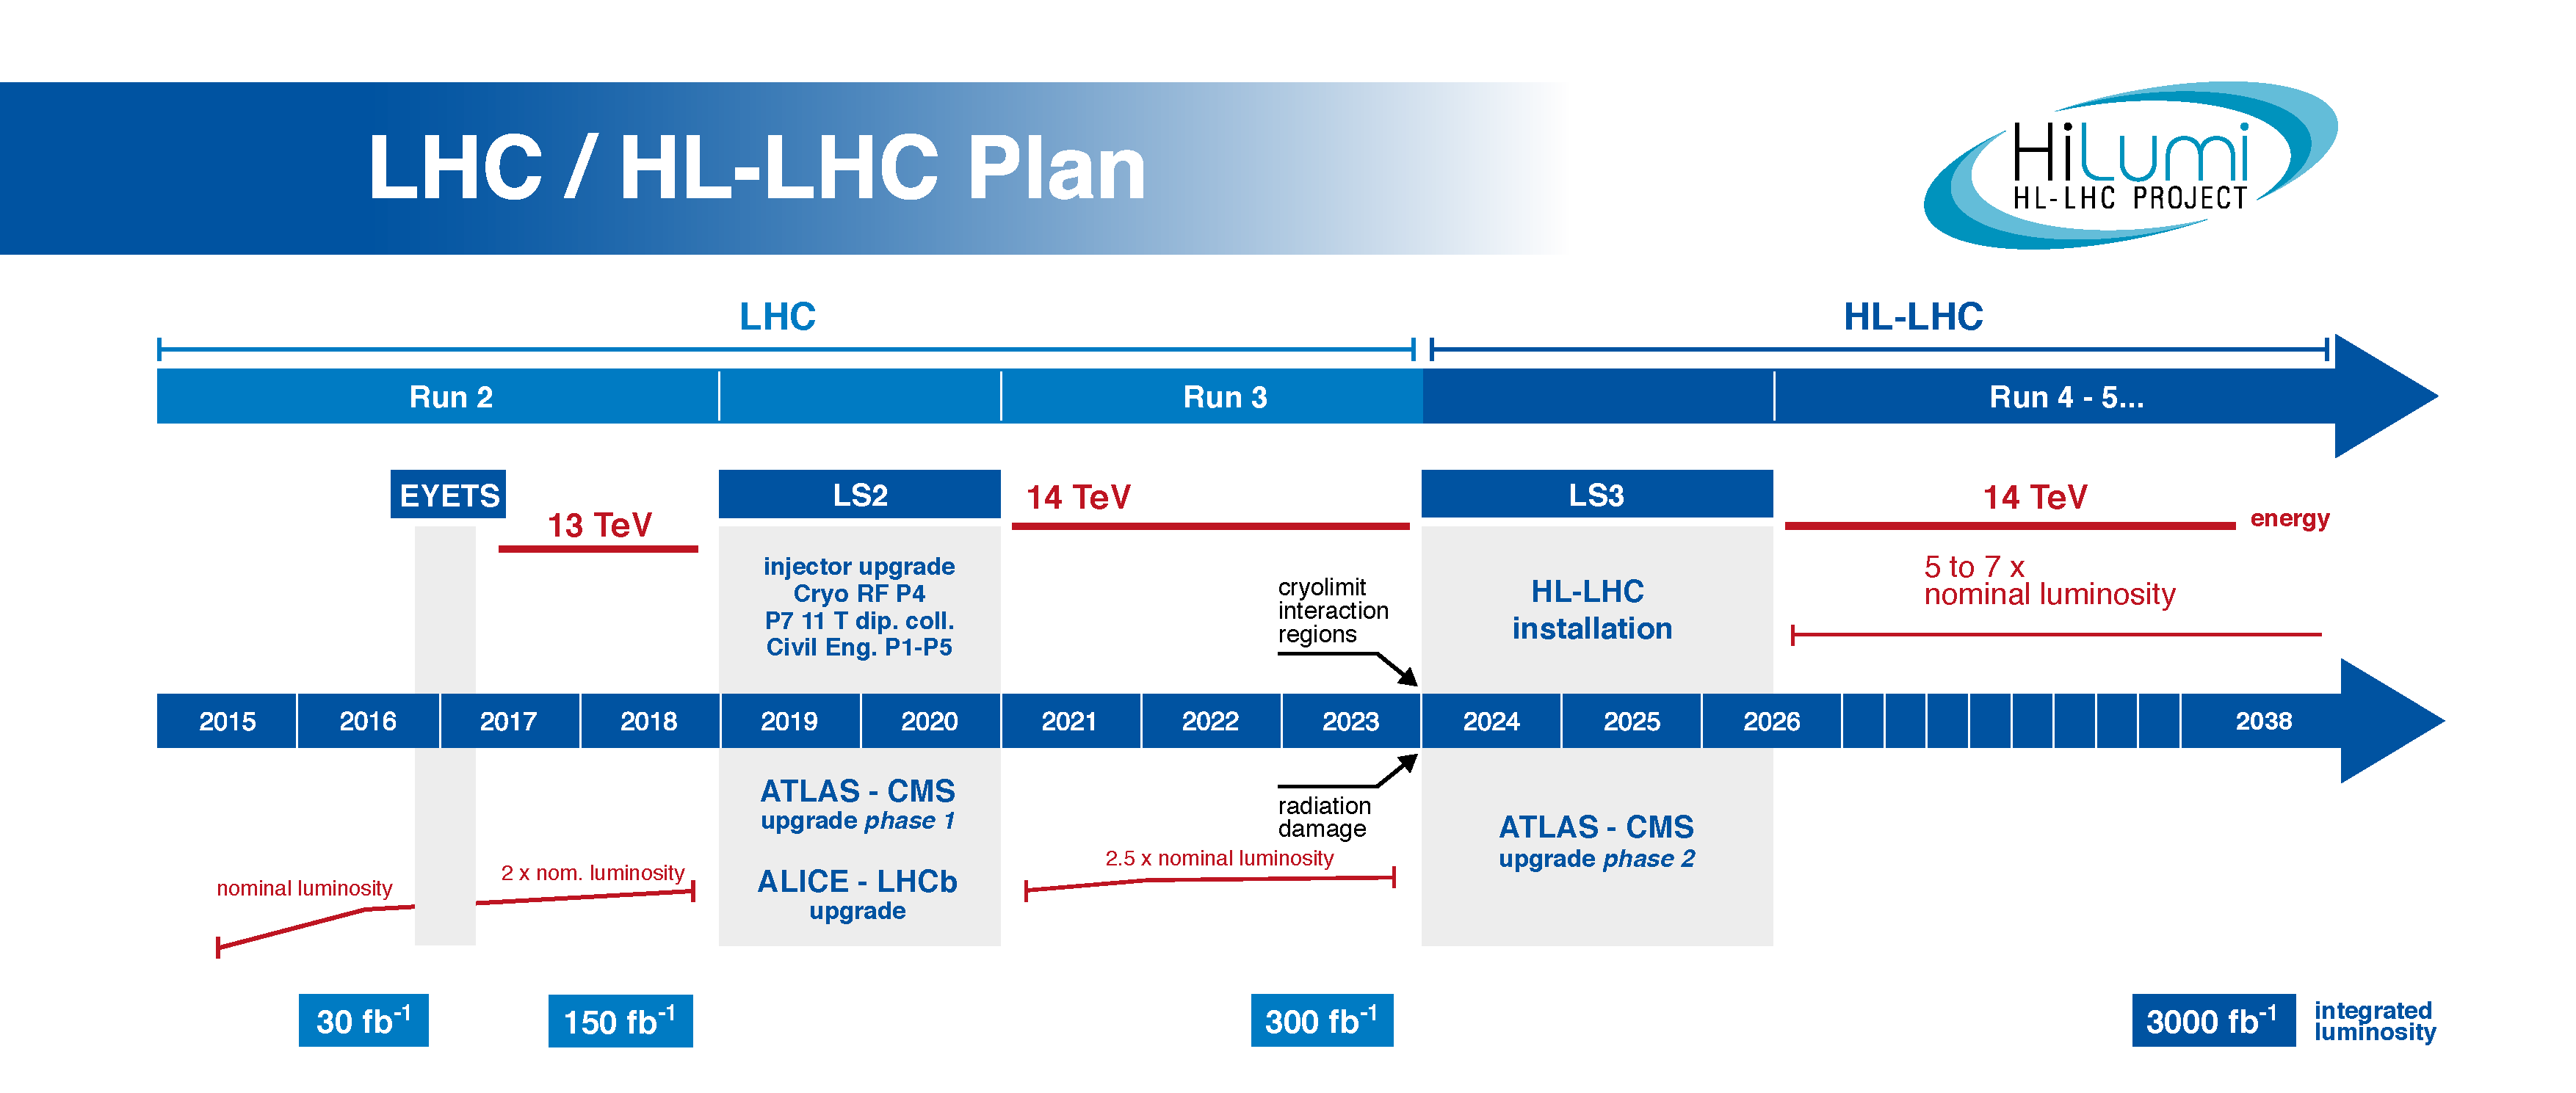 LHC / HL-LHC Plan
HiLumi
HL-LHC PROJECT
LHC
HL-LHC
Run 2
Run 3
Run 4 - 5...
EYETS
LS2
LS3
13 TeV
14 TeV
14 TeV
energy
injector upgrade
Cryo RF P4
P7 11 T dip. coll.
Civil Eng. P1-P5
cryolimit
interaction
regions
HL-LHC
installation
5 to 7 x
nominal luminosity
2015 2016 2017 2018 2019 2020 2021 2022 2023 2024 2025 2026 2038
ATLAS - CMS
upgrade phase 1
ALICE - LHCb
upgrade
radiation
damage
ATLAS - CMS
upgrade phase 2
nominal luminosity
2 x nom. luminosity
2.5 x nominal luminosity
30 fb-1
150 fb-1
300 fb-1
3000 fb-1
integrated
luminosity